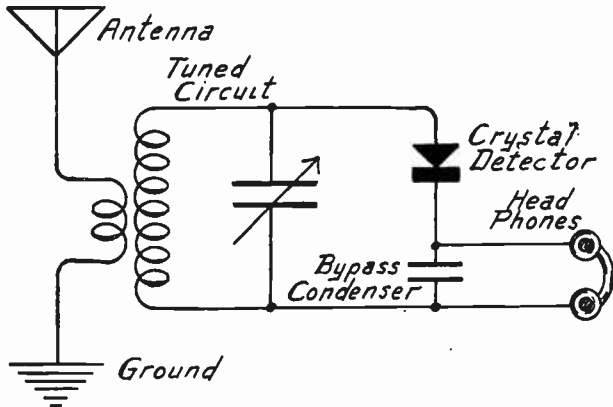 Antenna
Tuned
Circuit
Crystal
Detector
Head
Phones
Bypass
Condenser
Ground